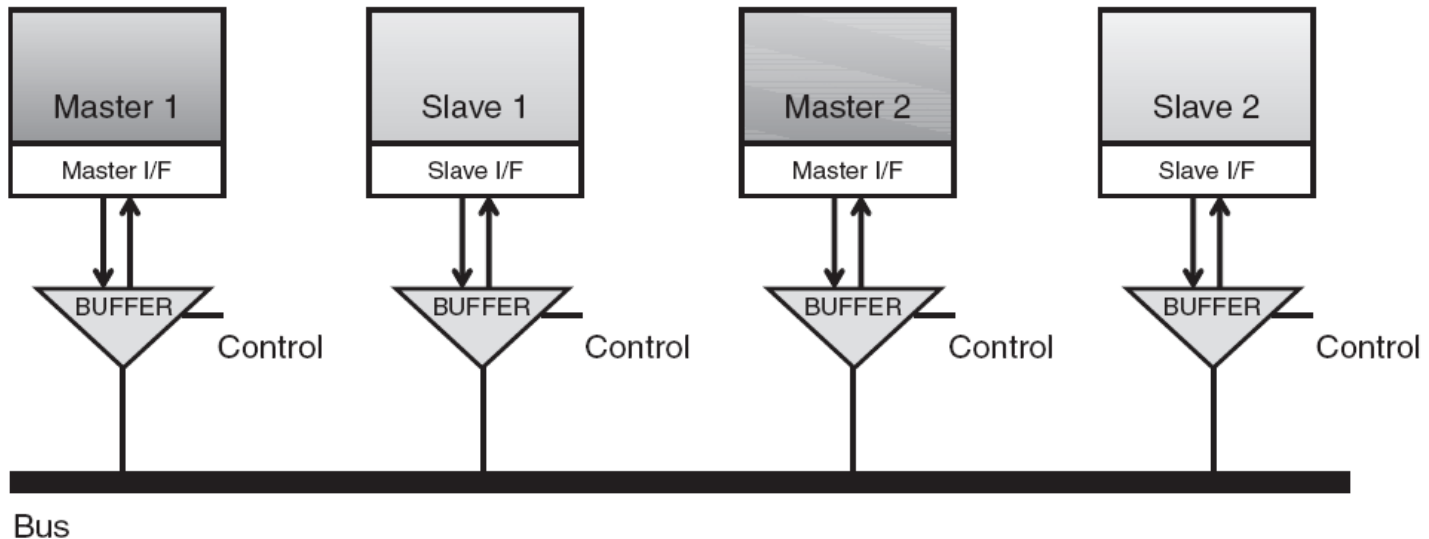 Master 1
Slave 1
Master 2
Slave 2
Master I/F
Slave I/F
Master I/F
Slave I/F
BUFFER
BUFFER
BUFFER
BUFFER
Control
Control
Control
Control
Bus